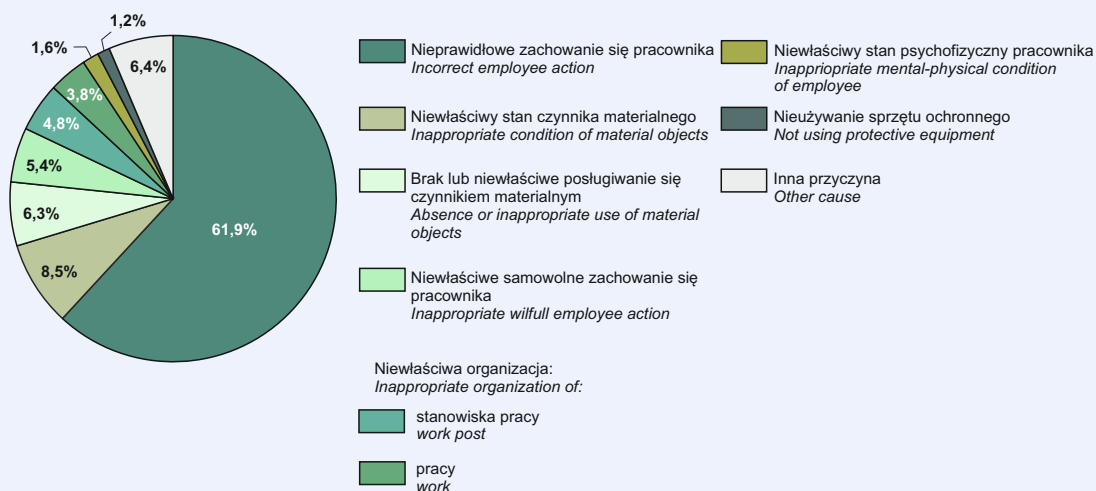 1,2%
1,6%
6,4%
3,8%
4,8%
5,4%
6,3%
8,5%
61,9%
Nieprawidłowe zachowanie się pracownika
Incorrect employee action
Niewłaściwy stan czynnika materialnego
Inappropriate condition of material objects
Brak lub niewłaściwe posługiwanie się
czynnikiem materialnym
Absence or inappropriate use of material
objects
Niewłaściwe samowolne zachowanie się
pracownika
Inappropriate wilfull employee action
Niewłaściwa organizacja:
Inappropriate organization of:
stanowiska pracy
work post
pracy
work
Niewłaściwy stan psychofizyczny pracownika
Inappriopriate mental-physical condition
of employee
Nieużywanie sprzętu ochronnego
Not using protective equipment
Inna przyczyna
Other cause